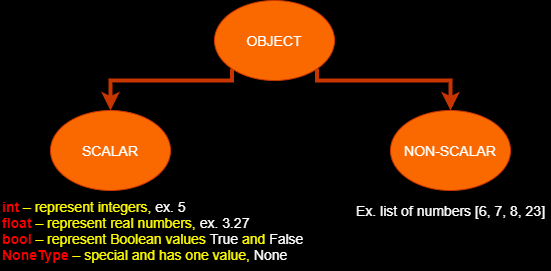 OBJECT
SCALAR
NON-SCALAR
int – represent integers, ex. 5
float – represent real numbers, ex. 3.27
bool – represent Boolean values True and False
NoneType – special and has one value, None
Ex. list of numbers [6, 7, 8, 23]